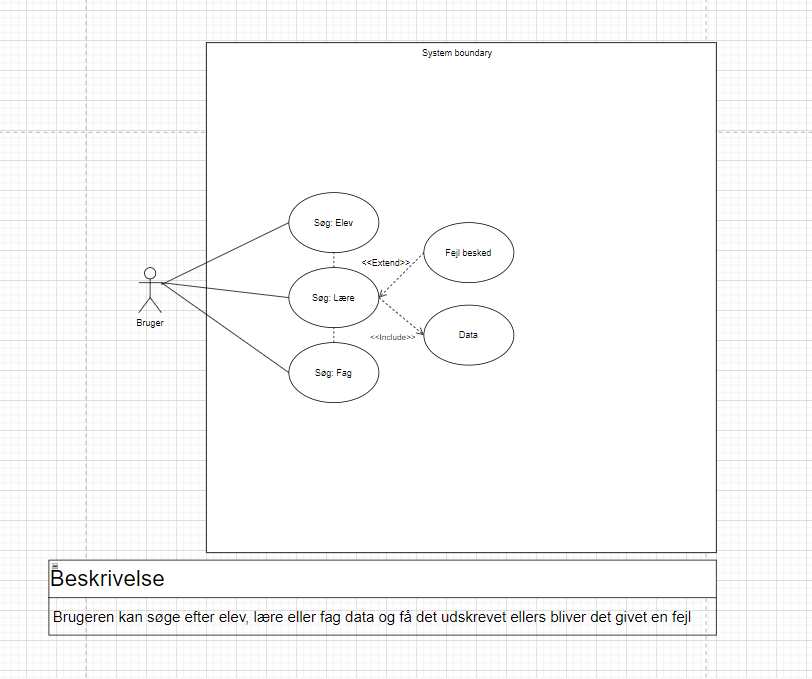 System boundary
Søg: Elev
Fejl besked
<<Extend>>
Søg: Lære
Bruger
Data
<<Include>>
Søg: Fag
Beskrivelse
Brugeren kan søge efter elev, lære eller fag data og få det udskrevet ellers bliver det givet en fejl